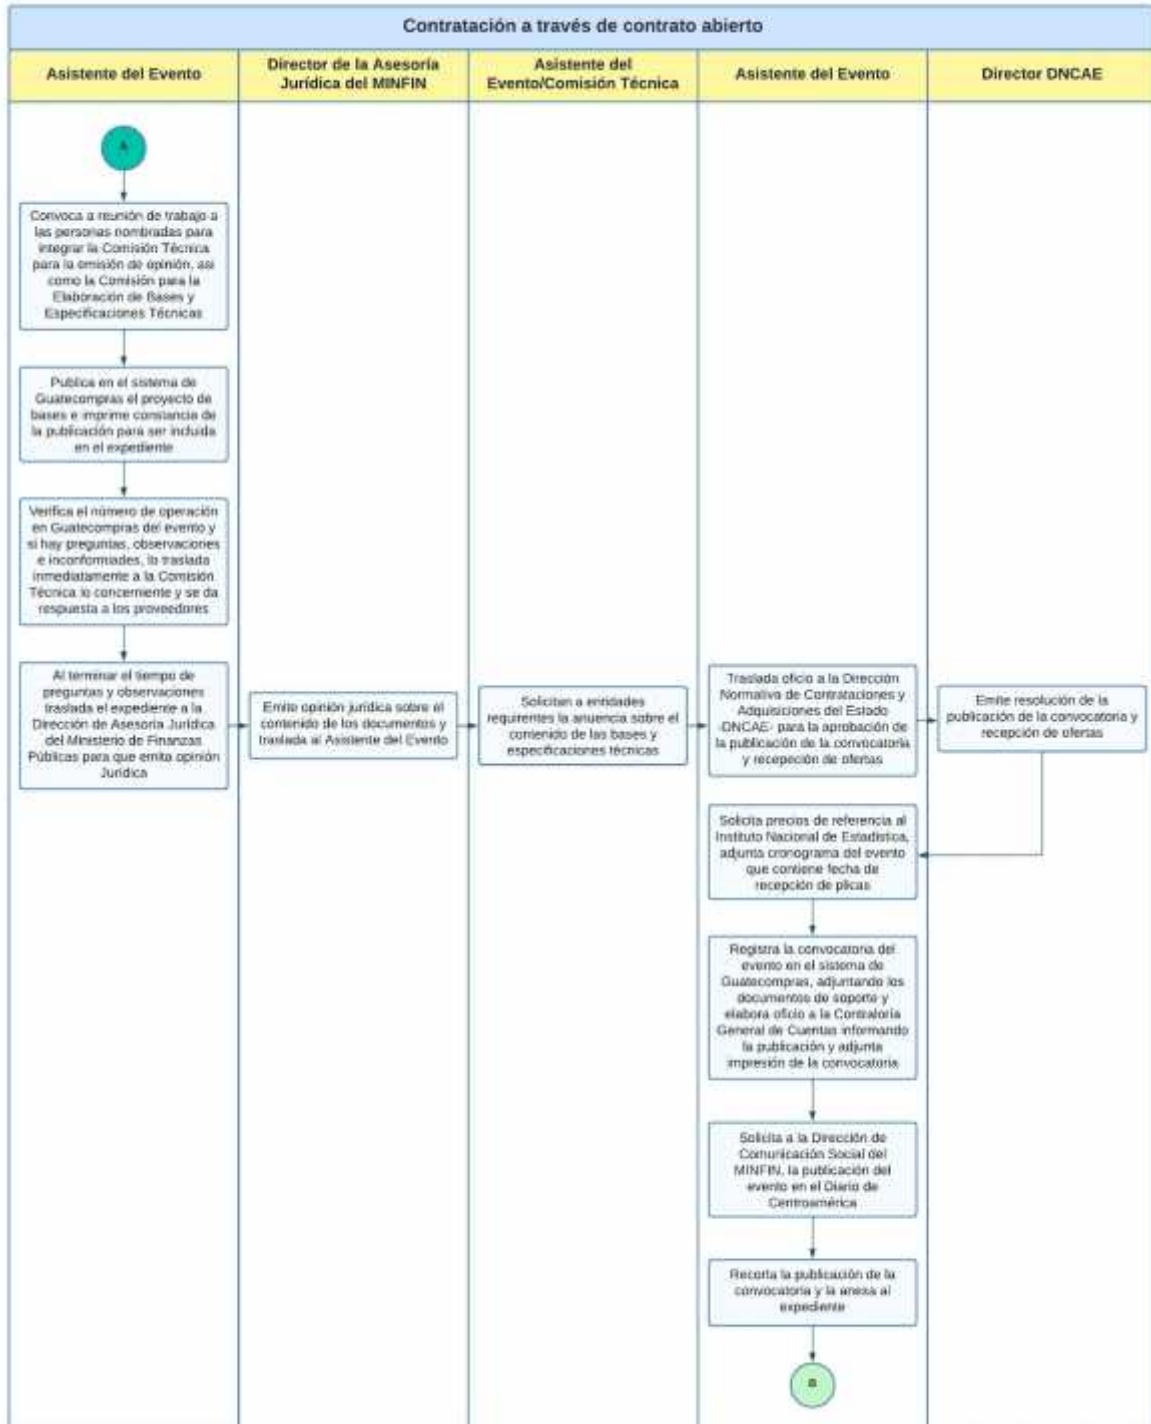 Contratación a través de contrato abierto
Asistente del Evento
Director de la Asesoría
Jurídica del MINFIN
Asistente del
Evento/Comisión Técnica
Asistente del Evento
Director DNCAE
A
Convoca a reunión de trabajo a
las personas nombradas para
integrar la Comisión Técnica
para la emisión de opinión, asi
como la Comisión para la
Elaboración de Bases y
Especificaciones Técnicas
Publica en el sistema de
Guatecompras el proyecto de
bases e imprime constancia de
la publicación para ser incluida
en el expediente
Verifica el número de operación
en Guatecompras del evento y
si hay preguntas, observaciones
e inconformiades, lo traslada
inmediatamente a la Comisión
Técnica lo concerniente y se da
respuesta a los proveedores
Al terminar el tiempo de
preguntas y observaciones
traslada el expediente a la
Dirección de Asesoría Jurídica
del Ministerio de Finanzas
Públicas para que emita opinión
Jurídica
Emite opinión jurídica sobre el
contenido de los documentos y
traslada al Asistente del Evento
Solicitan a entidades
requirentes la anuencia sobre el
contenido de las bases y
especificaciones técnicas
Traslada oficio a la Dirección
Normativa de Contrataciones y
Adquisiciones del Estado
-DNCAE- para la aprobación de
la publicación de la convocatoria
y recepeción de ofertas
Emite resolución de la
publicación de la convocatoria y
recepción de ofertas
Solicita precios de referencia al
Instituto Nacional de Estadística,
adjunta cronograma del evento
que contiene fecha de
recepción de plicas
Registra la convocatoria del
evento en el sistema de
Guatecompras, adjuntando los
documentos de soporte y
elabora oficio a la Contraloría
General de Cuentas informando
la publicación y adjunta
impresión de la convocatoria
Solicita a la Dirección de
Comunicación Social del
MINFIN, la publicación del
evento en el Diario de
Centroamérica
Recorta la publicación de la
convocatoria y la anexa al
expediente
B